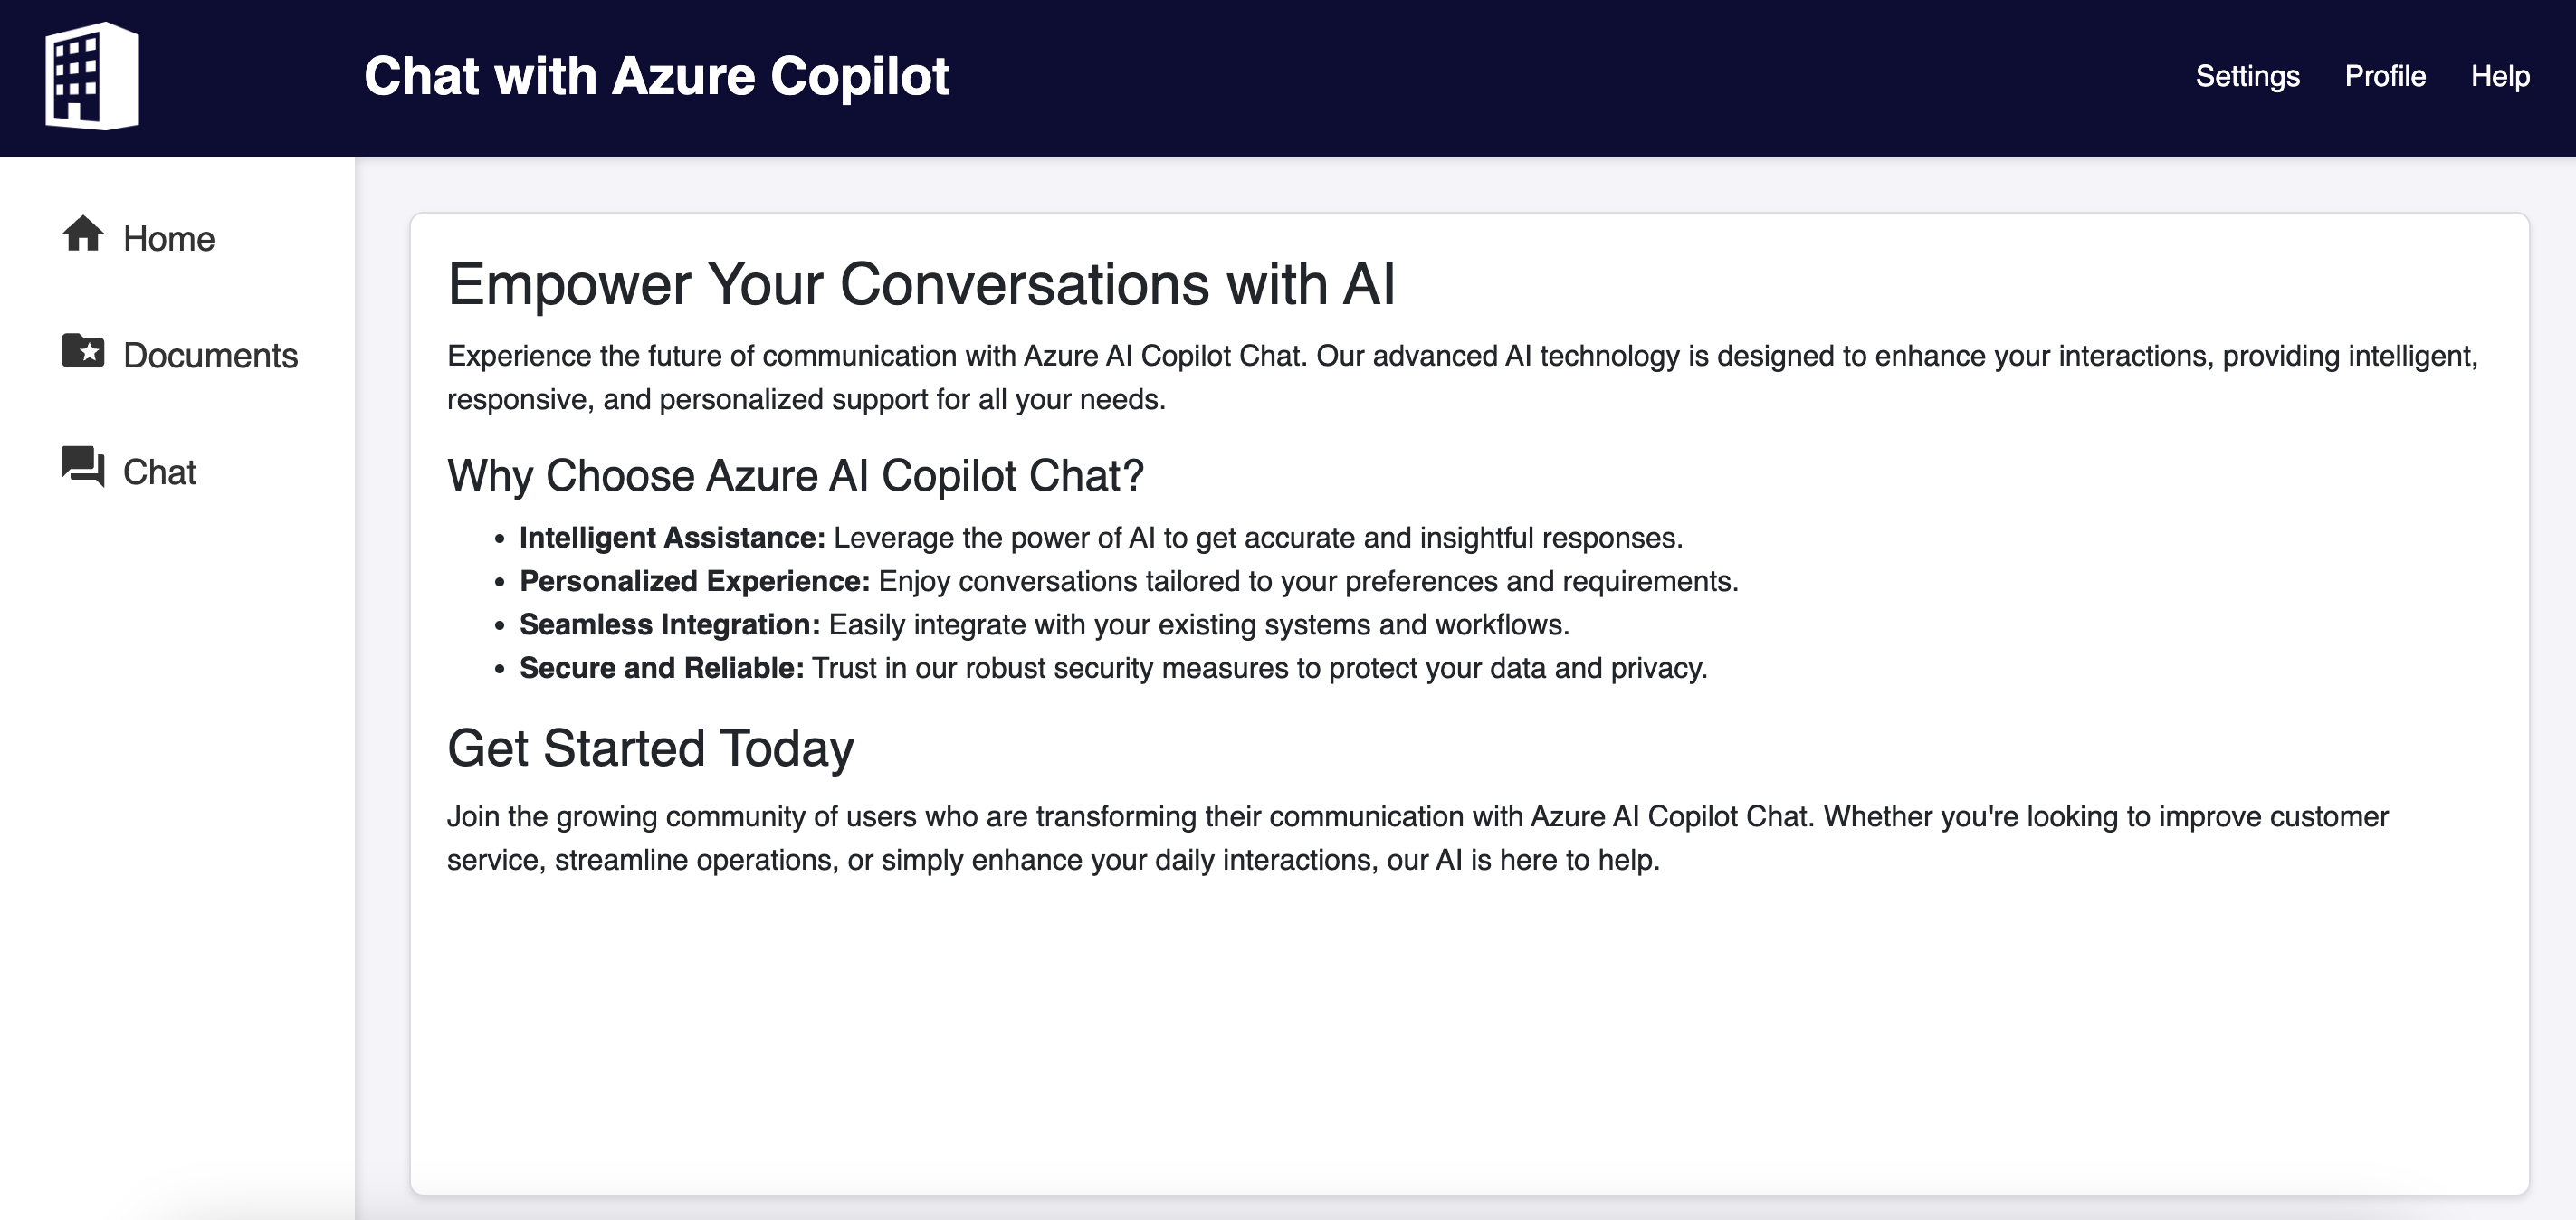 Chat with Azure Copilot
Settings
Profile
Help
Home
Documents
Chat
Empower Your Conversations with AI
Experience the future of communication with Azure AI Copilot Chat. Our advanced AI technology is designed to enhance your interactions, providing intelligent,
responsive, and personalized support for all your needs.
Why Choose Azure AI Copilot Chat?
• Intelligent Assistance: Leverage the power of AI to get accurate and insightful responses.
• Personalized Experience: Enjoy conversations tailored to your preferences and requirements.
• Seamless Integration: Easily integrate with your existing systems and workflows.
• Secure and Reliable: Trust in our robust security measures to protect your data and privacy.
Get Started Today
Join the growing community of users who are transforming their communication with Azure AI Copilot Chat. Whether you're looking to improve customer
service, streamline operations, or simply enhance your daily interactions, our AI is here to help.